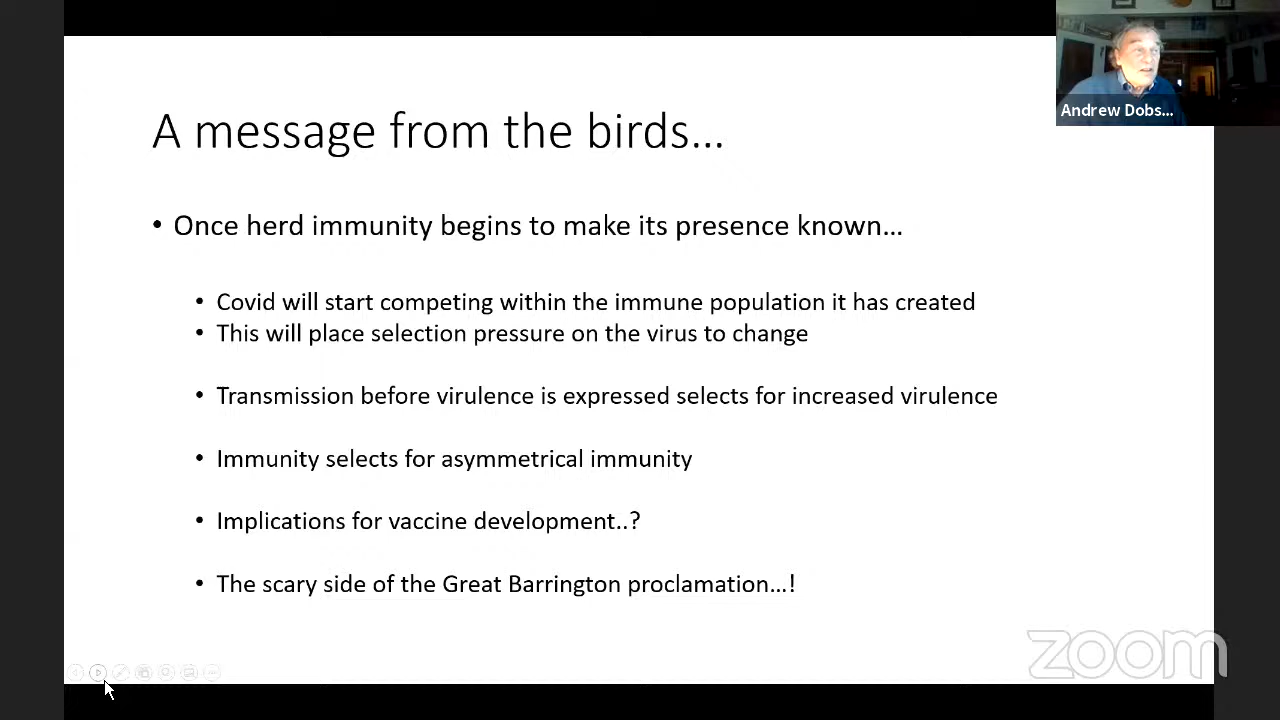 Andrew Dobs...
A message from the birds...
• Once herd immunity begins to make its presence known...
• Covid will start competing within the immune population it has created
• This will place selection pressure on the virus to change
• Transmission before virulence is expressed selects for increased virulence
• Immunity selects for asymmetrical immunity
• Implications for vaccine development..?
• The scary side of the Great Barrington proclamation...!
zoom